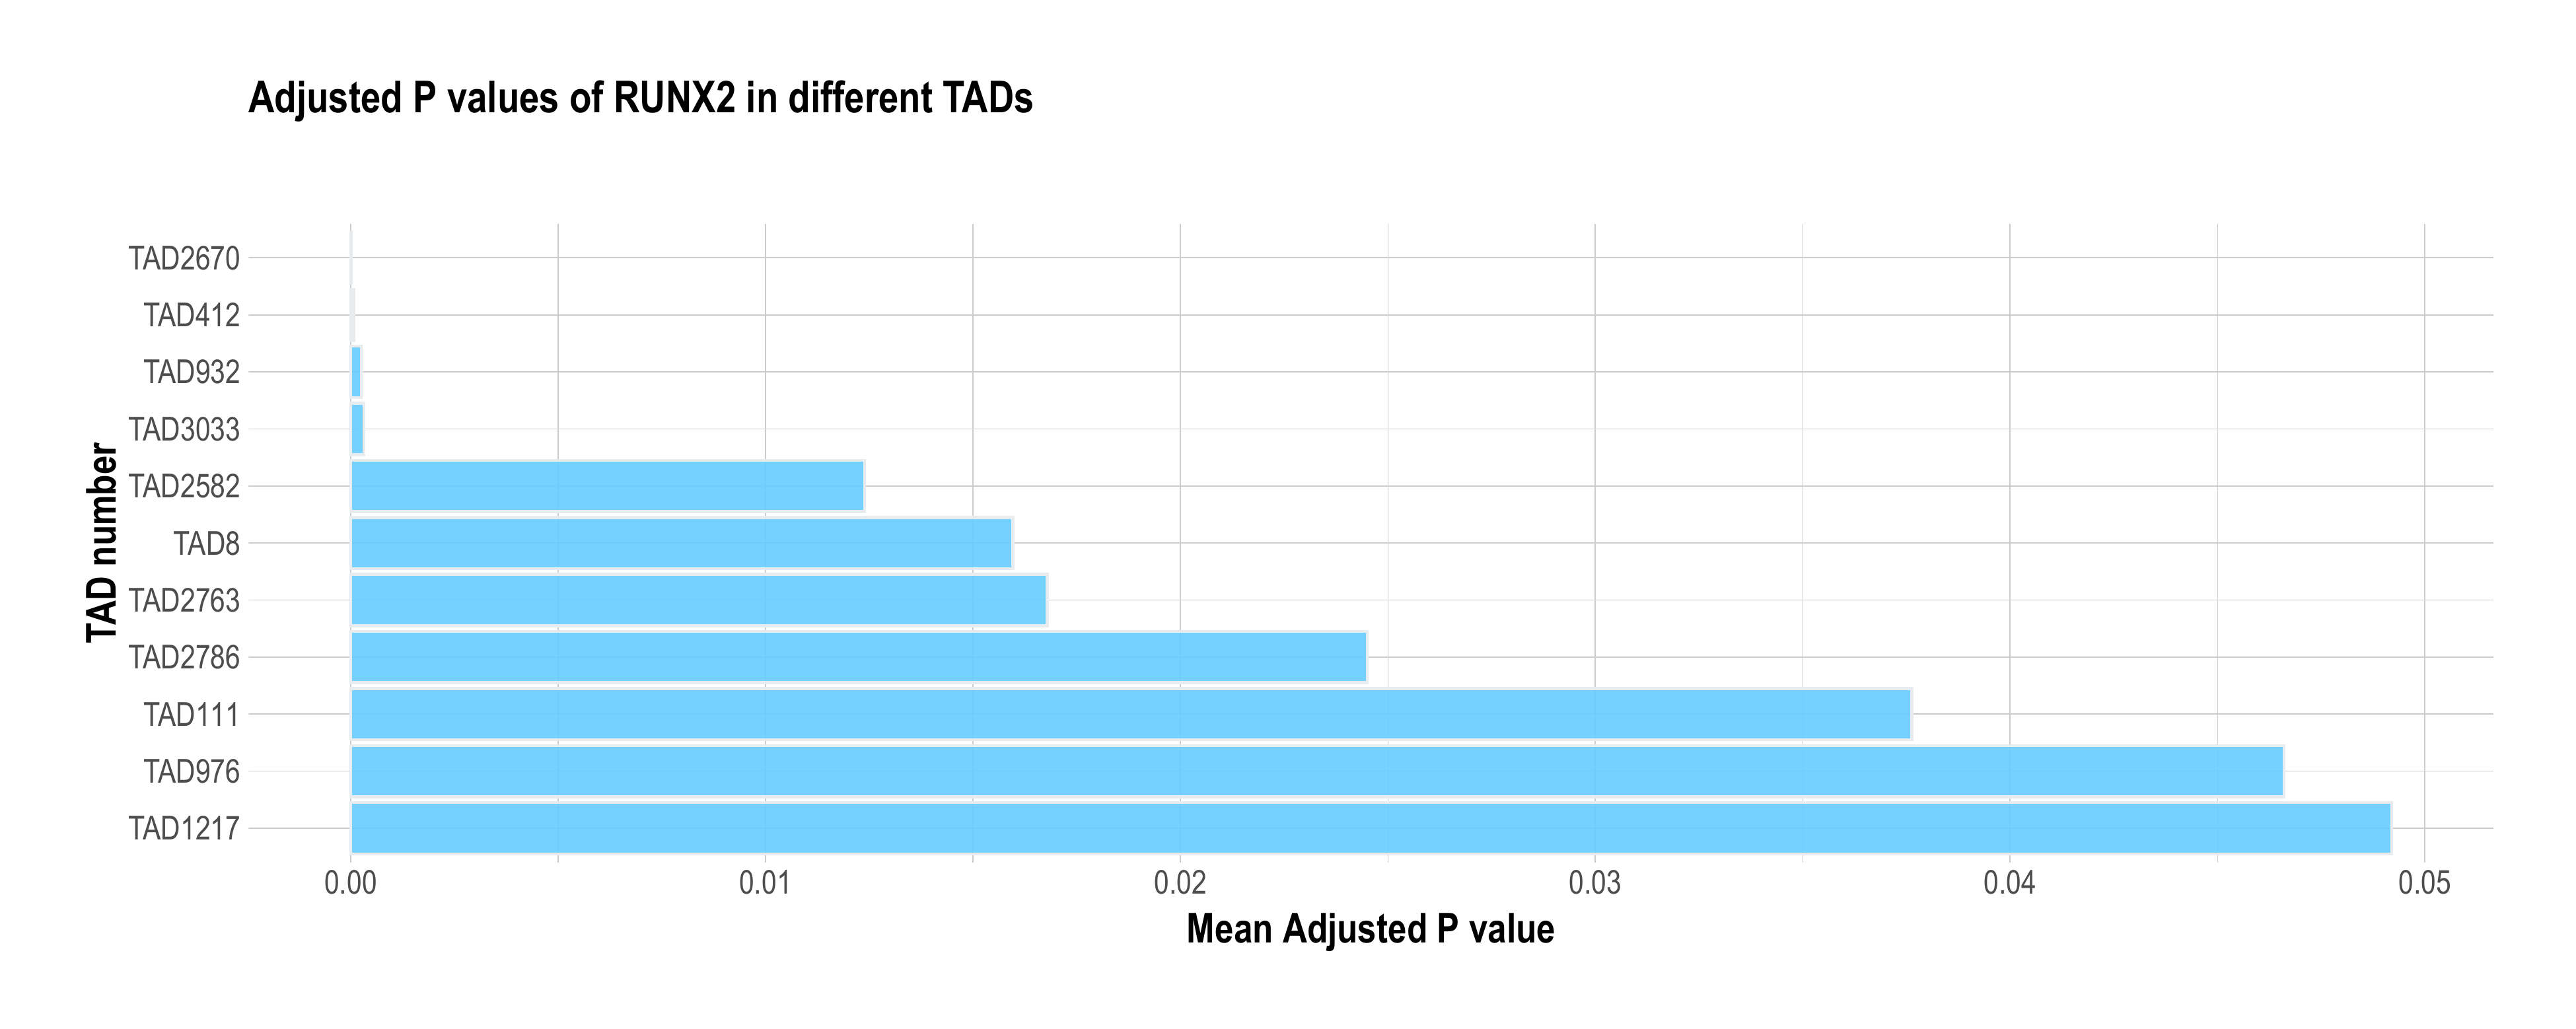 Adjusted P values of RUNX2 in different TADs
TAD number
TAD2670
TAD412
TAD932
TAD3033
TAD2582
TAD8
TAD2763
TAD2786
TAD111
TAD976
TAD1217
0.00 0.01 0.02 0.03 0.04 0.05
Mean Adjusted P value